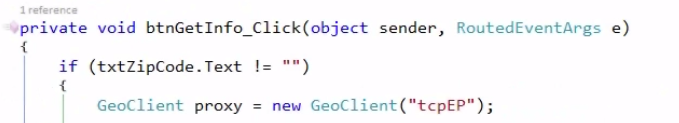 1 reference
private void btnGetInfo_Click(object sender, RoutedEventArgs e)
{
if (txtZipCode.Text != "")
{
GeoClient proxy = new GeoClient("tcpEP");